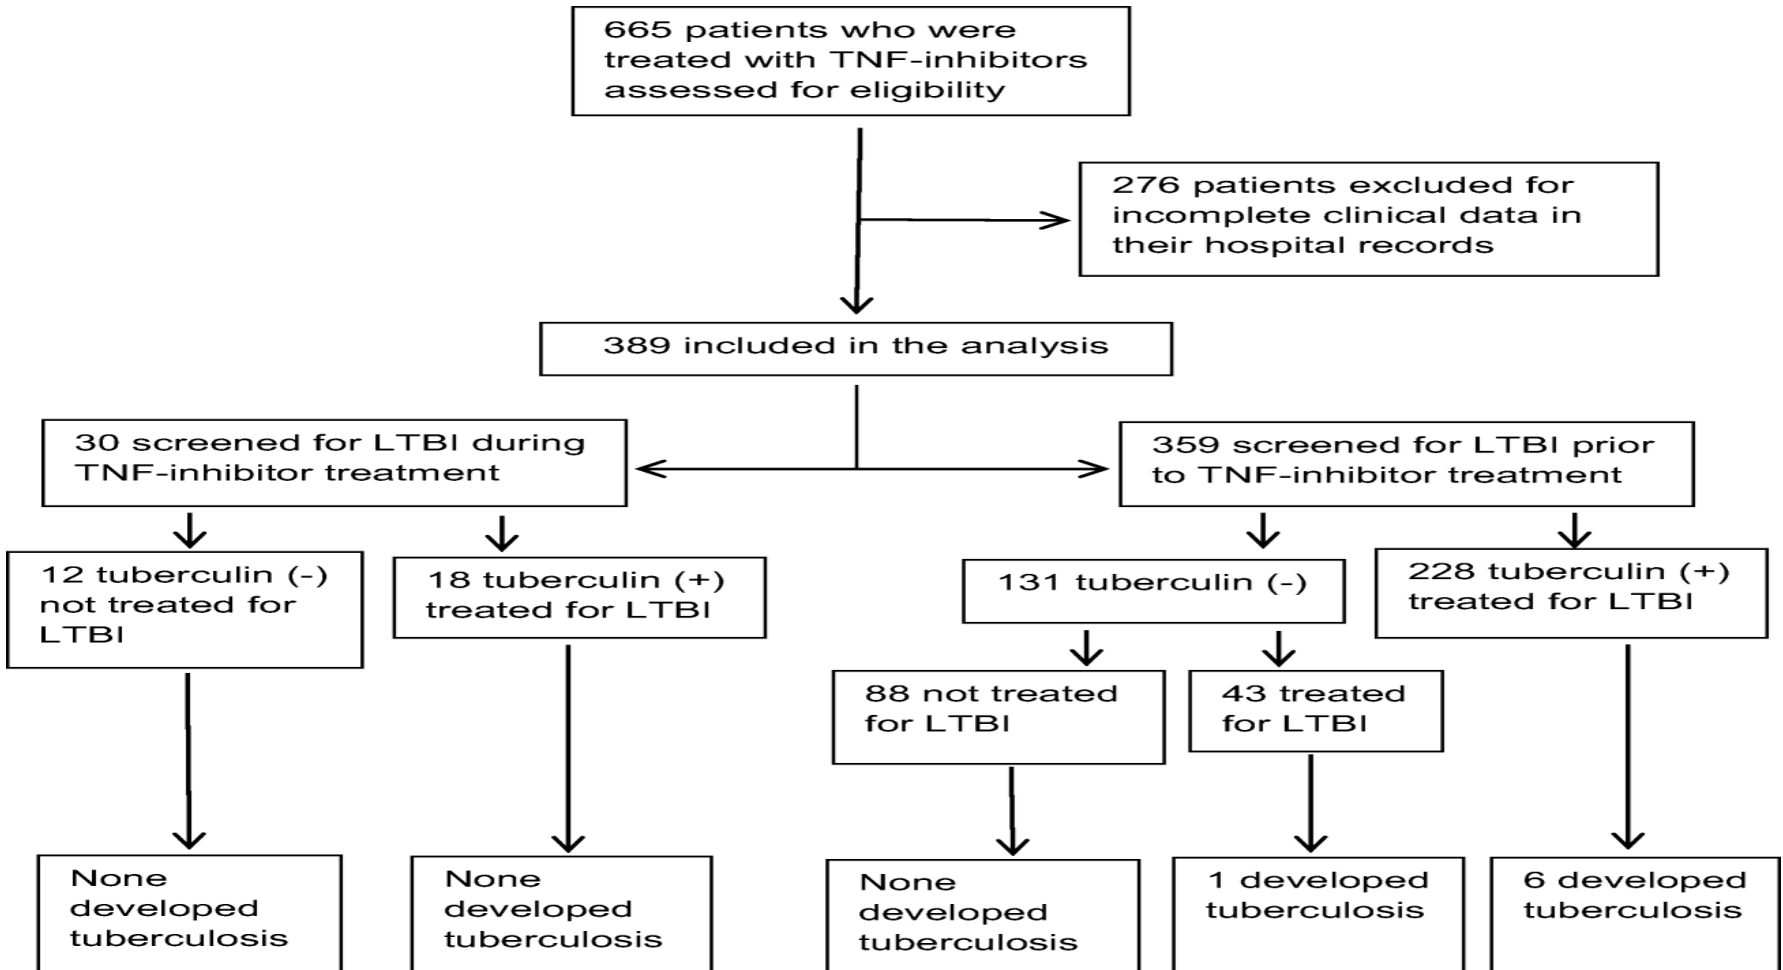 665 patients who were
treated with TNF-inhibitors
assessed for eligibility
276 patients excluded for
incomplete clinical data in
their hospital records
389 included in the analysis
30 screened for LTBI during
TNF-inhibitor treatment
359 screened for LTBI prior
to TNF-inhibitor treatment
12 tuberculin (-)
not treated for
LTBI
18 tuberculin (+)
treated for LTBI
131 tuberculin (-)
228 tuberculin (+)
treated for LTBI
88 not treated
for LTBI
43 treated
for LTBI
None
developed
tuberculosis
None
developed
tuberculosis
None
developed
tuberculosis
1 developed
tuberculosis
6 developed
tuberculosis